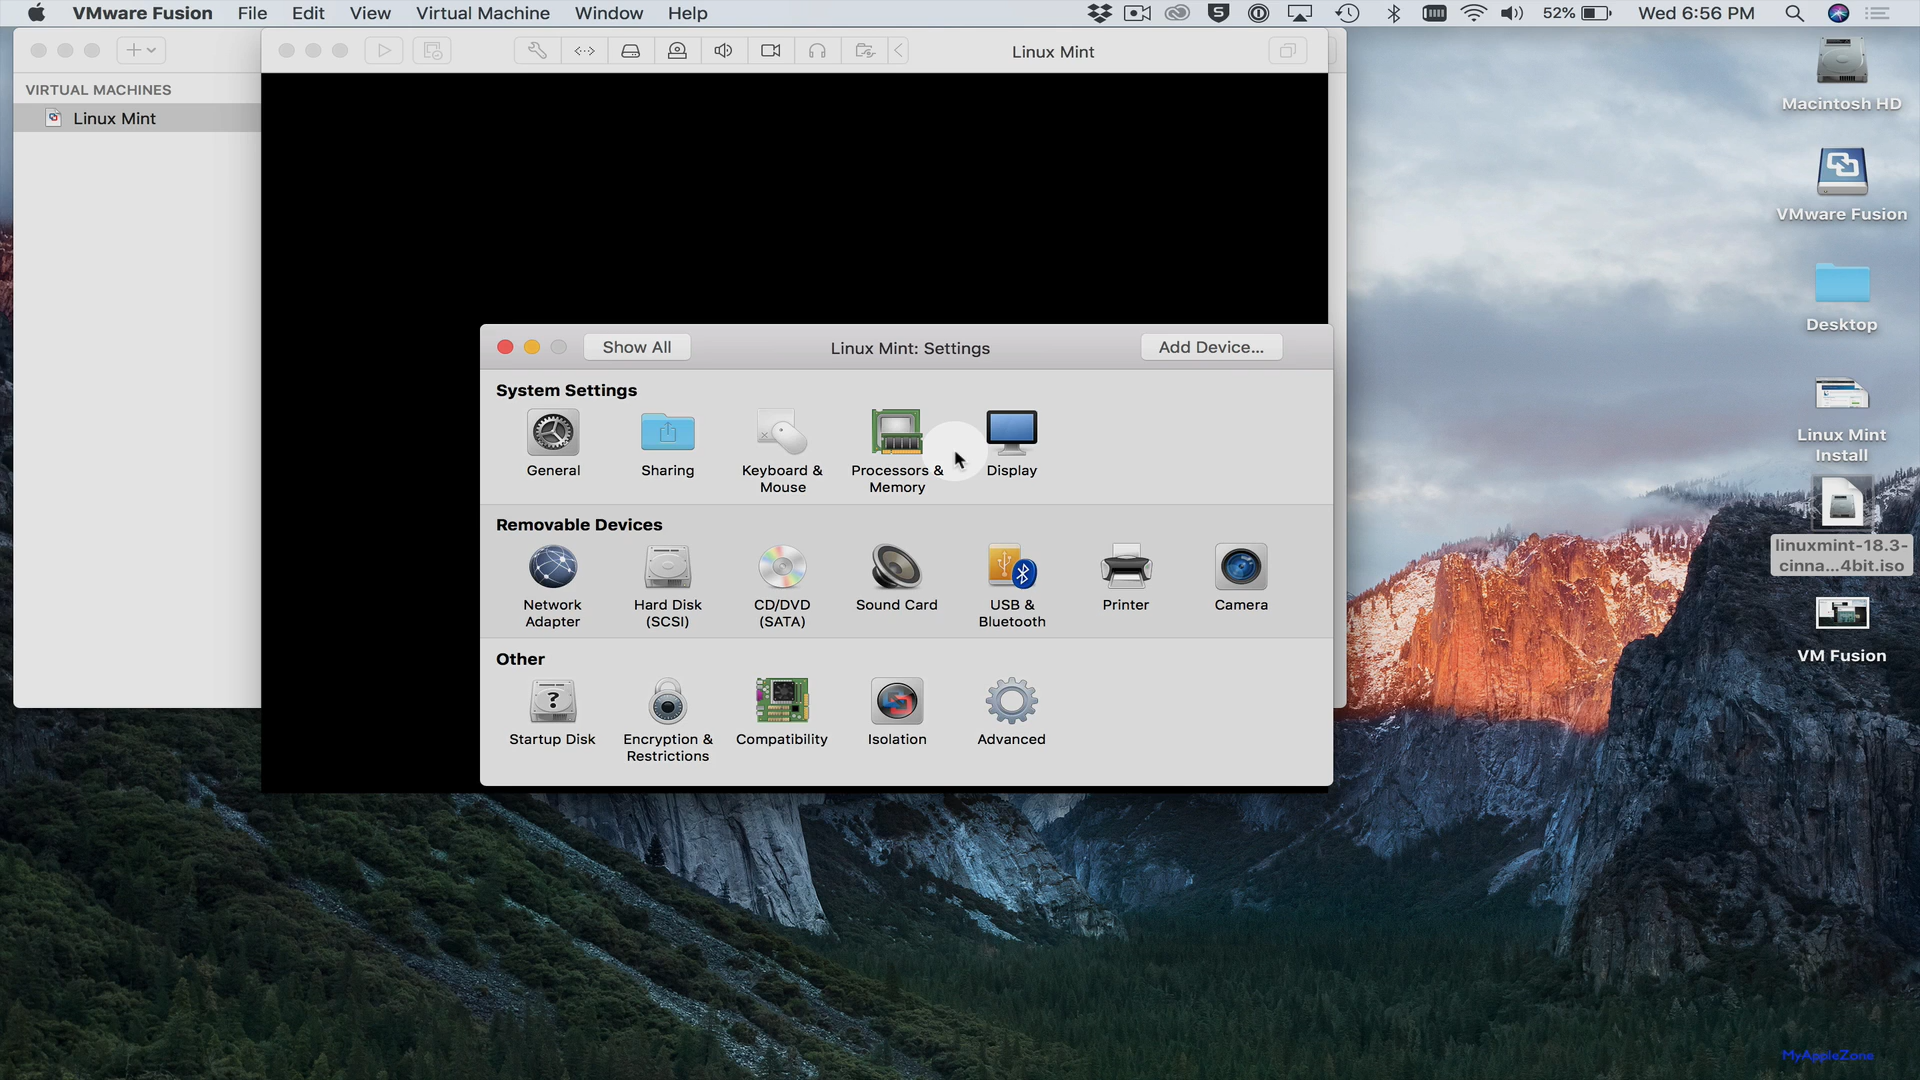 VMware Fusion File Edit View Virtual Machine Window Help 52% Wed 6:56 PM
Linux Mint
VIRTUAL MACHINES
Linux Mint
Show All Linux Mint: Settings Add Device...
System Settings
General Sharing Keyboard & Mouse Processors & Memory Display
Removable Devices
Network Adapter Hard Disk (SCSI) CD/DVD (SATA) Sound Card USB & Bluetooth Printer Camera
Other
Startup Disk Encryption & Restrictions Compatibility Isolation Advanced
Macintosh HD
VMware Fusion
Desktop
Linux Mint
Install
linuxmint-18.3-
cinna...4bit.iso
VM Fusion
MyAppleZone